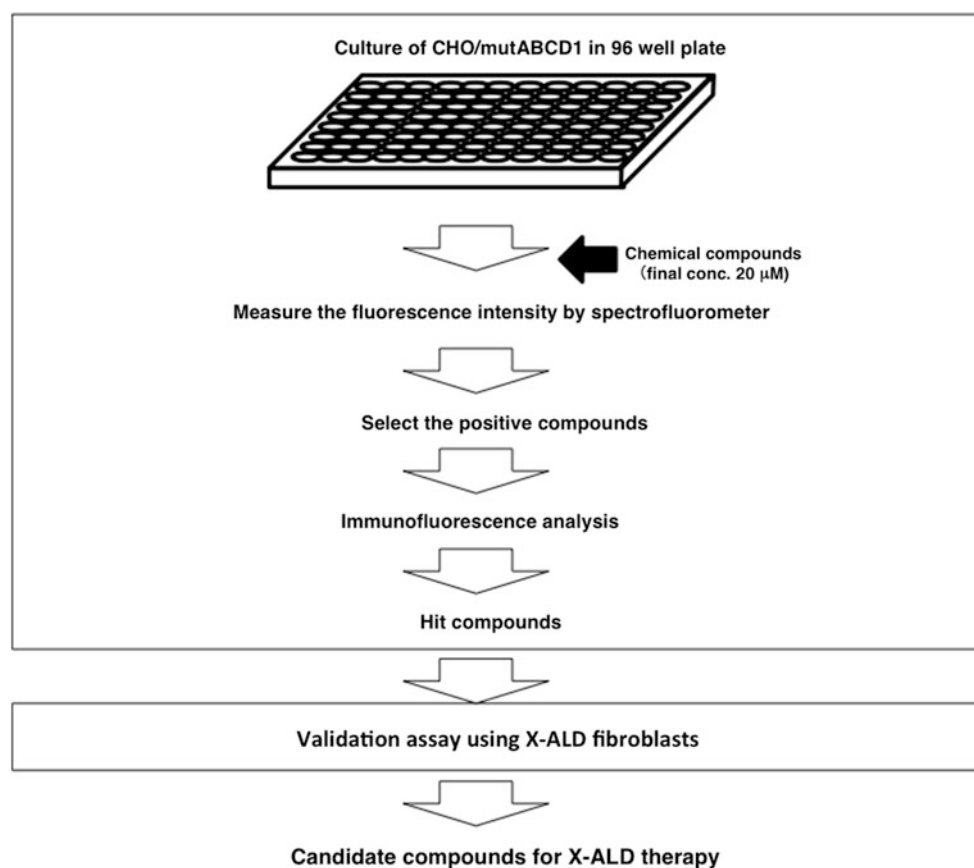 Culture of CHO/mutABCD1 in 96 well plate
Chemical compounds
(final conc. 20 μM)
Measure the fluorescence intensity by spectrofluorometer
Select the positive compounds
Immunofluorescence analysis
Hit compounds
Validation assay using X-ALD fibroblasts
Candidate compounds for X-ALD therapy